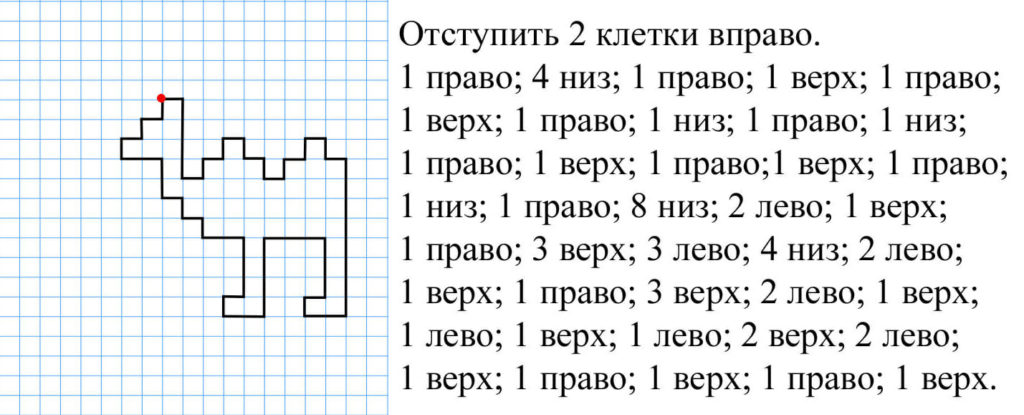 Отступить 2 клетки вправо.
1 право; 4 низ; 1 право; 1 верх; 1 право;
1 верх; 1 право; 1 низ; 1 право; 1 низ;
1 право; 1 верх; 1 право;1 верх; 1 право;
1 низ; 1 право; 8 низ; 2 лево; 1 верх;
1 право; 3 верх; 3 лево; 4 низ; 2 лево;
1 верх; 1 право; 3 верх; 2 лево; 1 верх;
1 лево; 1 верх; 1 лево; 2 верх; 2 лево;
1 верх; 1 право; 1 верх; 1 право; 1 верх.